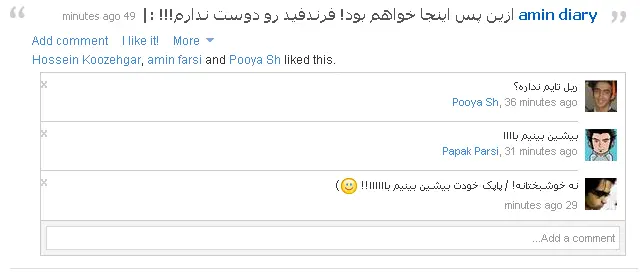 amin diary ازین پس اینجا خواهم بود! فرندفید رو دوست ندارم!!! :| 49 minutes ago
Add comment I like it! More
Hossein Koozehgar, amin farsi and Pooya Sh liked this.
ریل تایم نداره؟
Pooya Sh, 36 minutes ago
بیشین بینیم باااا
Papak Parsi, 31 minutes ago
نه خوشبختانه! / پاپک خودت بیشین بینیم باااااا!! )
29 minutes ago
Add a comment...